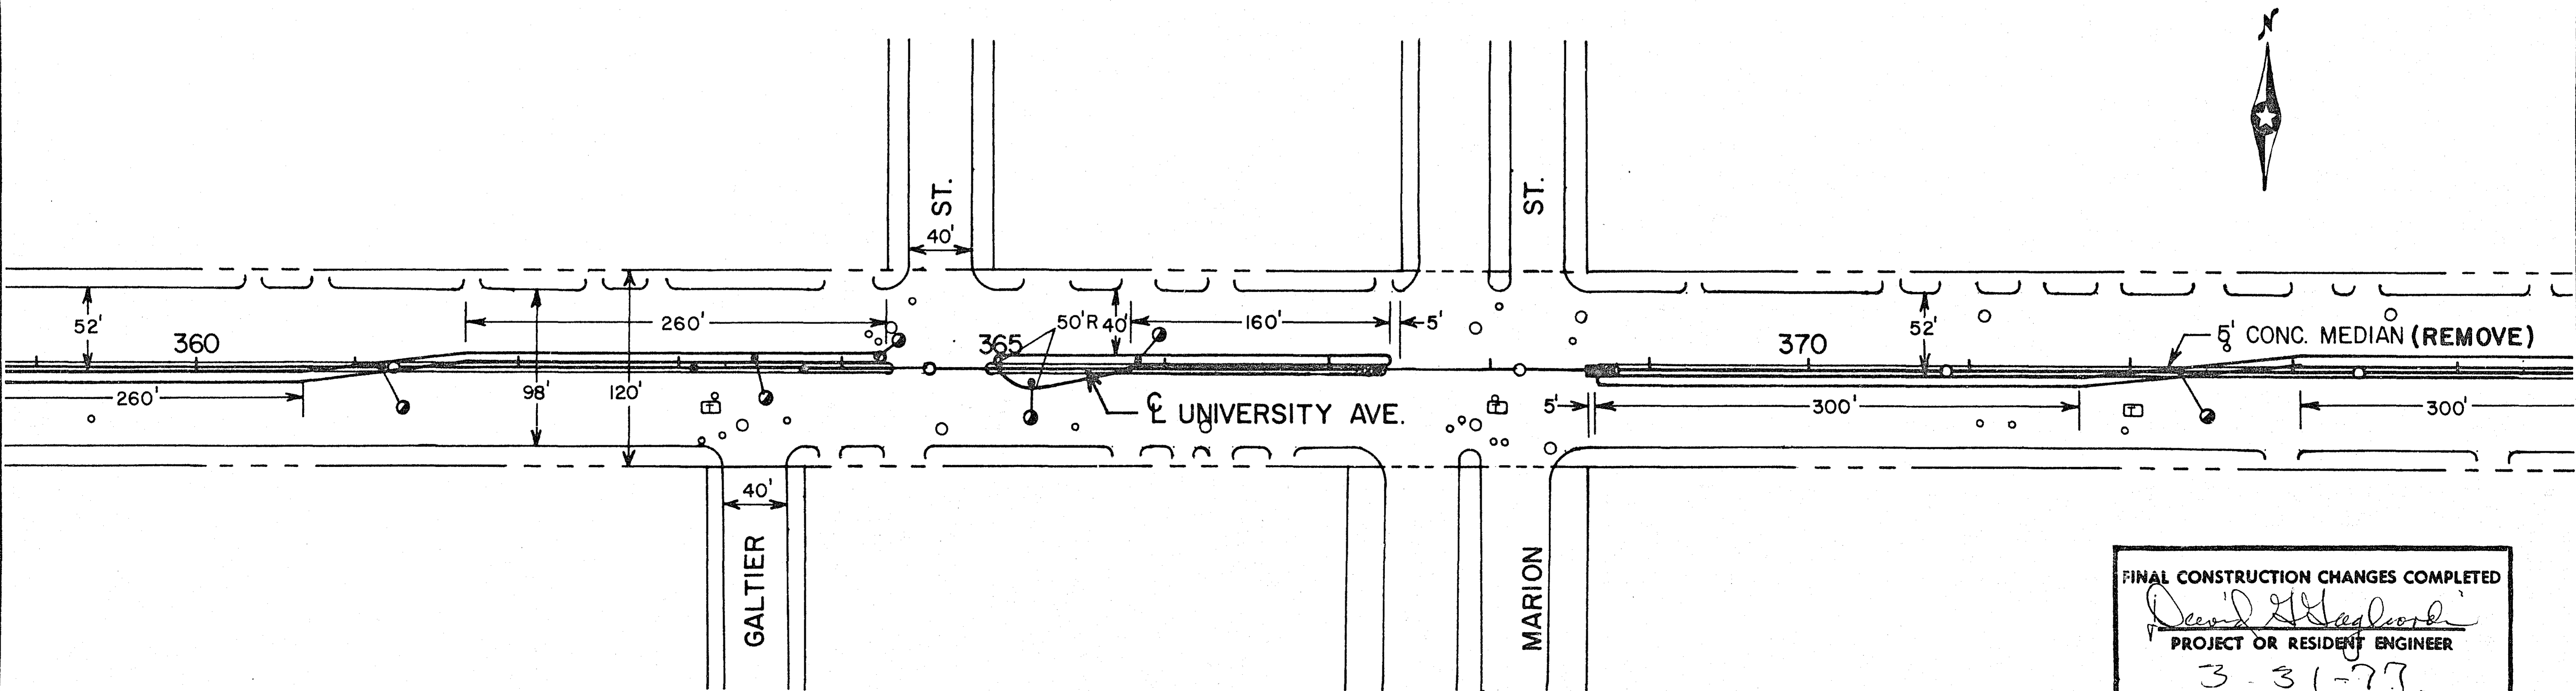 N
ST.
ST.
40'
52'
260'
50'R
40'
160'
5'
52'
5' CONC. MEDIAN (REMOVE)
360
365
370
260'
98'
120'
T
℄ UNIVERSITY AVE.
T
5'
300'
T
300'
40'
GALTIER
MARION
FINAL CONSTRUCTION CHANGES COMPLETED
PROJECT OR RESIDENT ENGINEER
3-31-77